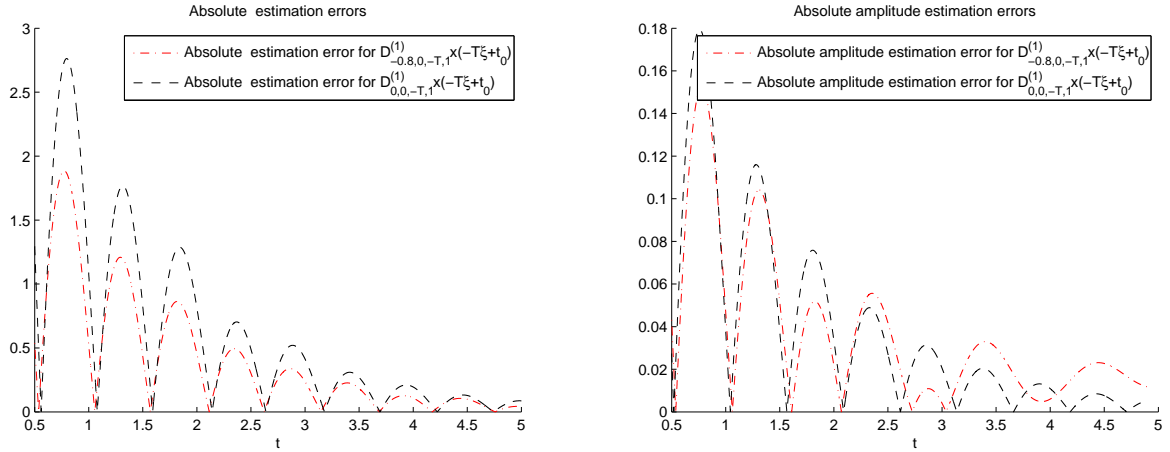 Absolute estimation errors
Absolute estimation error for D^{(1)}_{−0.8,0,−T,1}x(−Tξ+t_0)
Absolute estimation error for D^{(1)}_{0,0,−T,1}x(−Tξ+t_0)
3
2.5
2
1.5
1
0.5
0
0.5 1 1.5 2 2.5 3 3.5 4 4.5 5
t
Absolute amplitude estimation errors
Absolute amplitude estimation error for D^{(1)}_{−0.8,0,−T,1}x(−Tξ+t_0)
Absolute amplitude estimation error for D^{(1)}_{0,0,−T,1}x(−Tξ+t_0)
0.18
0.16
0.14
0.12
0.1
0.08
0.06
0.04
0.02
0
0.5 1 1.5 2 2.5 3 3.5 4 4.5 5
t